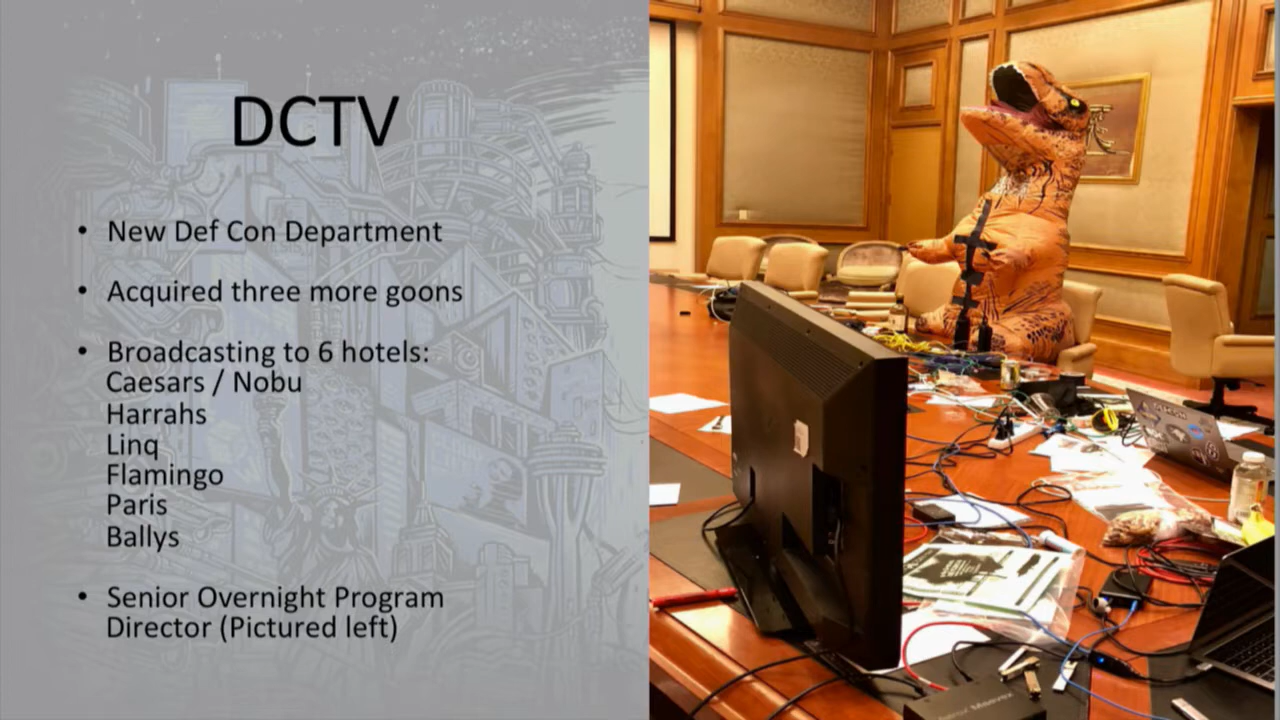 DCTV
• New Def Con Department
• Acquired three more goons
• Broadcasting to 6 hotels:
Caesars / Nobu
Harrahs
Linq
Flamingo
Paris
Ballys
• Senior Overnight Program
Director (Pictured left)